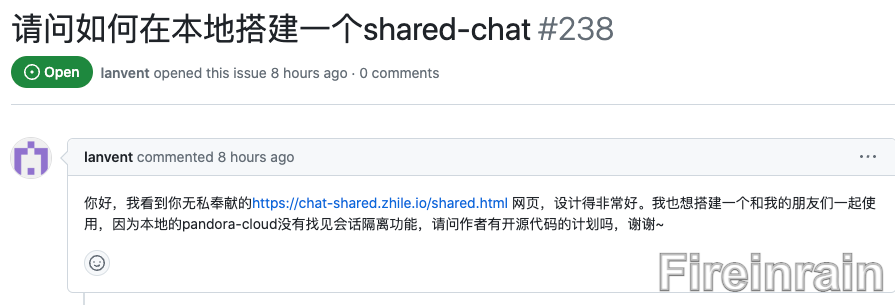 请问如何在本地搭建一个shared-chat #238
Open lanvent opened this issue 8 hours ago · 0 comments
lanvent commented 8 hours ago
你好，我看到你无私奉献的https://chat-shared.zhile.io/shared.html 网页，设计得非常好。我也想搭建一个和我的朋友们一起使
用，因为本地的pandora-cloud没有找见会话隔离功能，请问作者有开源代码的计划吗，谢谢~
Fireinrain